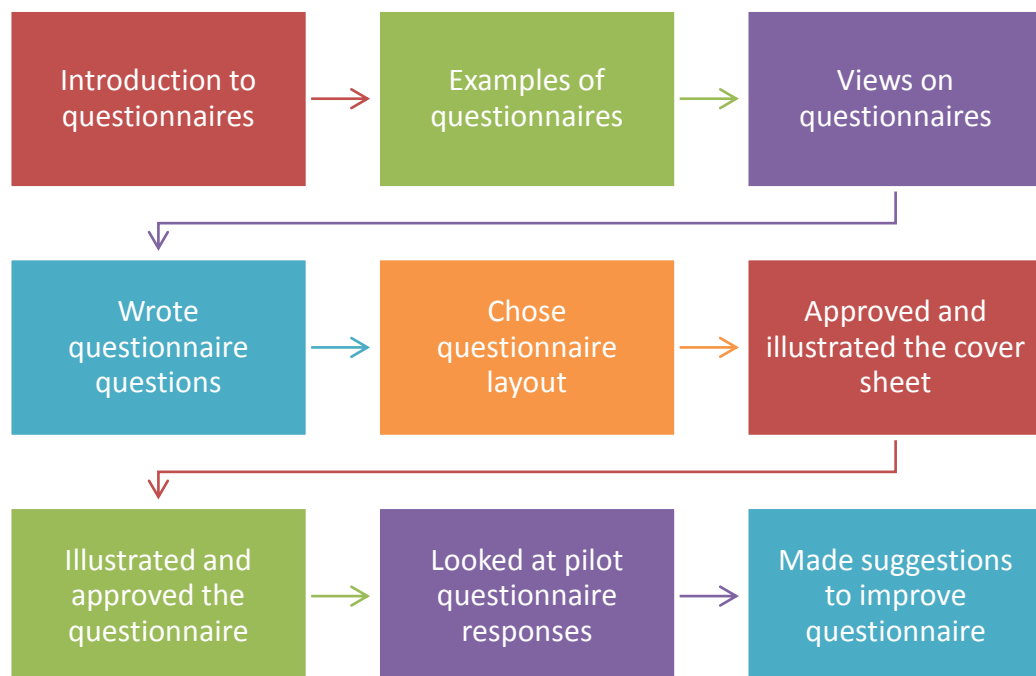 Introduction to
questionnaires
Examples of
questionnaires
Views on
questionnaires
Wrote
questionnaire
questions
Chose
questionnaire
layout
Approved and
illustrated the cover
sheet
Illustrated and
approved the
questionnaire
Looked at pilot
questionnaire
responses
Made suggestions
to improve
questionnaire